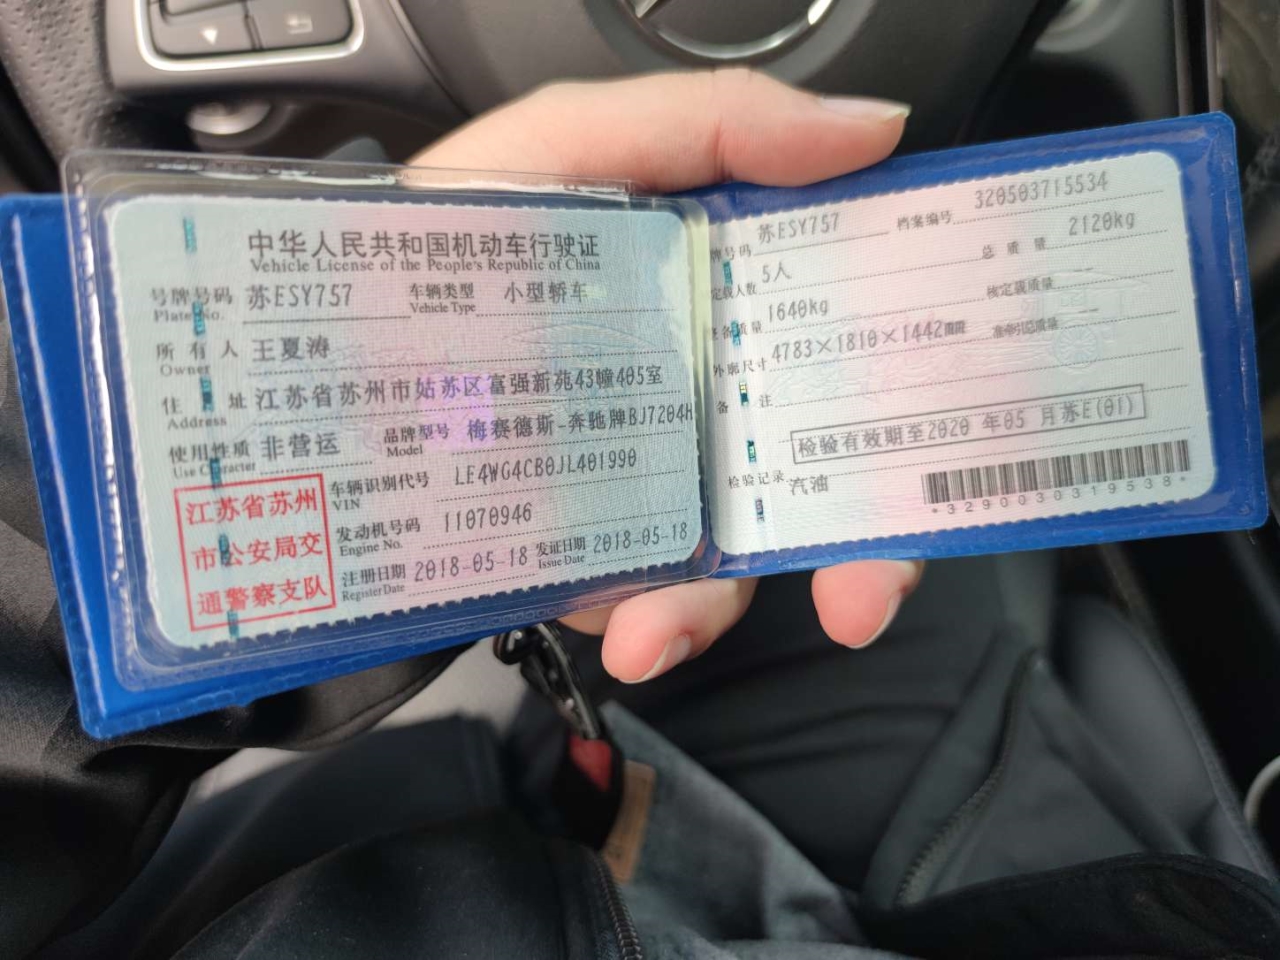 中华人民共和国机动车行驶证
Vehicle License of the People's Republic of China
号牌号码 苏ESY757 车辆类型 小型轿车
Plate No. Vehicle Type
所有人 王夏涛
Owner
住址 江苏省苏州市姑苏区富强新苑43幢405室
Address
使用性质 非营运 品牌型号 梅赛德斯-奔驰牌BJ7204H
Use Character Model
江苏省苏州
市公安局交
通警察支队
车辆识别代号 LE4WG4CB0JL401990
VIN
发动机号码 11070946
Engine No.
注册日期 2018-05-18 发证日期 2018-05-18
Register Date Issue Date
牌号码 苏ESY757 档案编号 320503715534
定载人数 5人 总质量 2120kg
备质量 1640kg 核定载质量
外廓尺寸 4783×1810×1442mm 准牵引总质量
备注
检验有效期至2020年05月苏E(01)
检验记录 汽油
*3290030319538*